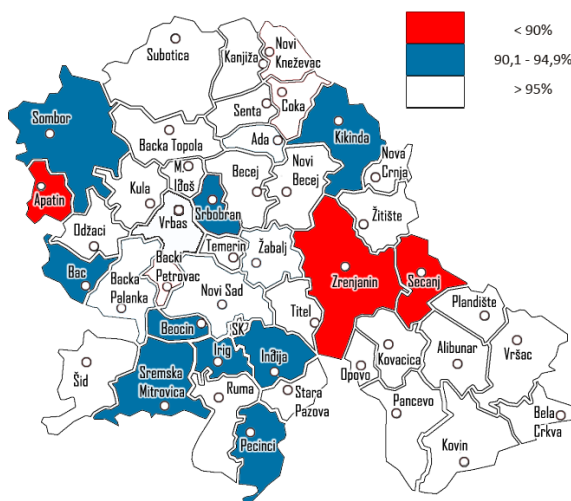 < 90%
90,1 - 94,9%
> 95%
Subotica
Kanjiža
Novi
Kneževac
Senta
Coka
Sombor
Backa Topola
Ada
Kikinda
Apatin
Kula
M.
Iđoš
Becej
Novi
Becej
Nova
Crnja
Srbobran
Vrbas
Odžaci
Žitište
Temerin
Žabalj
Bac
Backa
Palanka
Backi
Petrovac
Novi Sad
Zrenjanin
Secanj
Titel
Plandište
Beocin
SK
Irig
Inđija
Šid
Sremska
Mitrovica
Ruma
Stara
Pazova
Opovo
Kovacica
Alibunar
Vršac
Pancevo
Pecinci
Kovin
Bela
Crkva